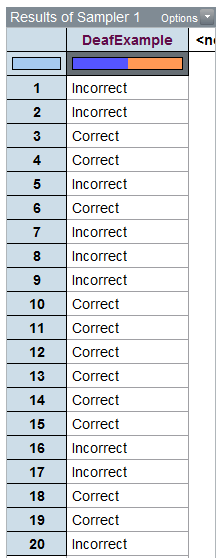 Results of Sampler 1 Options
DeafExample
1 Incorrect
2 Incorrect
3 Correct
4 Correct
5 Incorrect
6 Correct
7 Incorrect
8 Incorrect
9 Incorrect
10 Correct
11 Correct
12 Correct
13 Correct
14 Correct
15 Correct
16 Incorrect
17 Incorrect
18 Correct
19 Correct
20 Incorrect